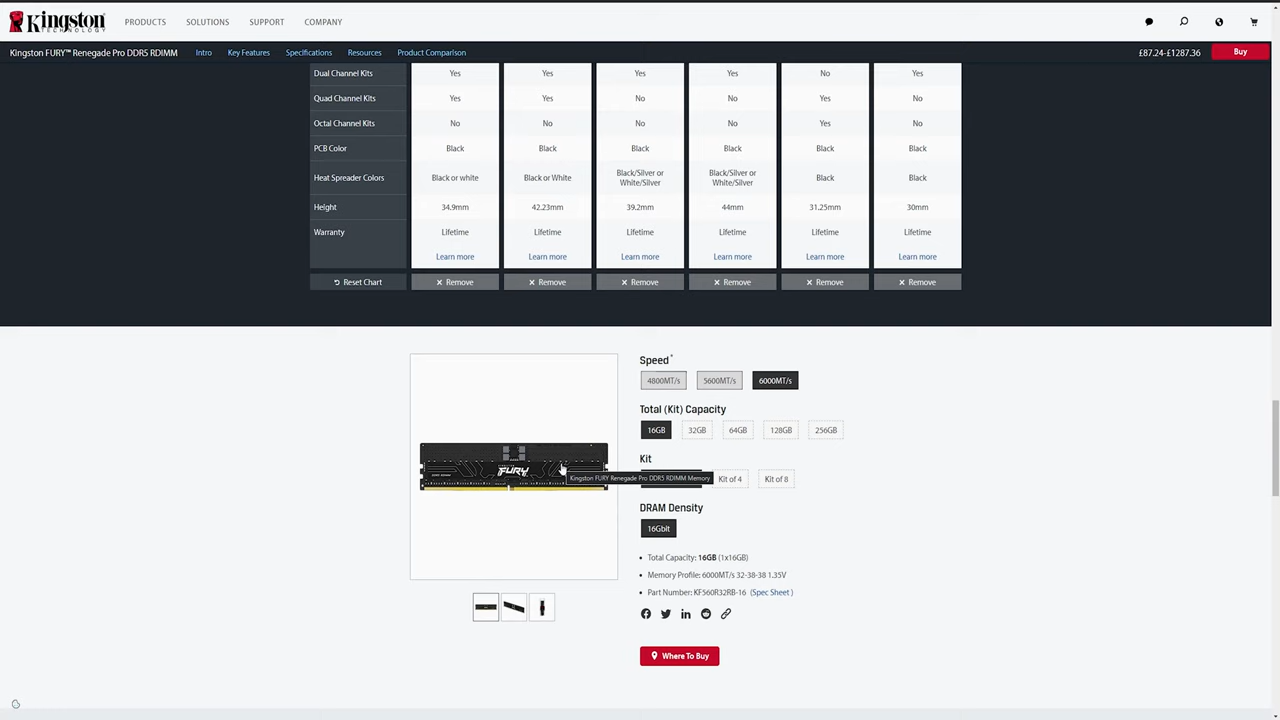 Kingston
TECHNOLOGY
PRODUCTS SOLUTIONS SUPPORT COMPANY
Kingston FURY™ Renegade Pro DDR5 RDIMM Intro Key Features Specifications Resources Product Comparison £87.24-£1287.36 Buy
Dual Channel Kits Yes Yes Yes Yes No Yes
Quad Channel Kits Yes Yes No No Yes No
Octal Channel Kits No No No No Yes No
PCB Color Black Black Black Black Black Black
Heat Spreader Colors Black or white Black or White Black/Silver or White/Silver Black/Silver or White/Silver Black Black
Height 34.9mm 42.23mm 39.2mm 44mm 31.25mm 30mm
Warranty Lifetime Lifetime Lifetime Lifetime Lifetime Lifetime
Learn more Learn more Learn more Learn more Learn more Learn more
Reset Chart Remove Remove Remove Remove Remove Remove
Speed*
4800MT/s 5600MT/s 6000MT/s
Total (Kit) Capacity
16GB 32GB 64GB 128GB 256GB
Kit
FURY
Kingston FURY Renegade Pro DDR5 RDIMM Memory
Kit of 4 Kit of 8
DRAM Density
16Gbit
• Total Capacity: 16GB (1x16GB)
• Memory Profile: 6000MT/s 32-38-38 1.35V
• Part Number: KF560R32RB-16 (Spec Sheet)
Where To Buy